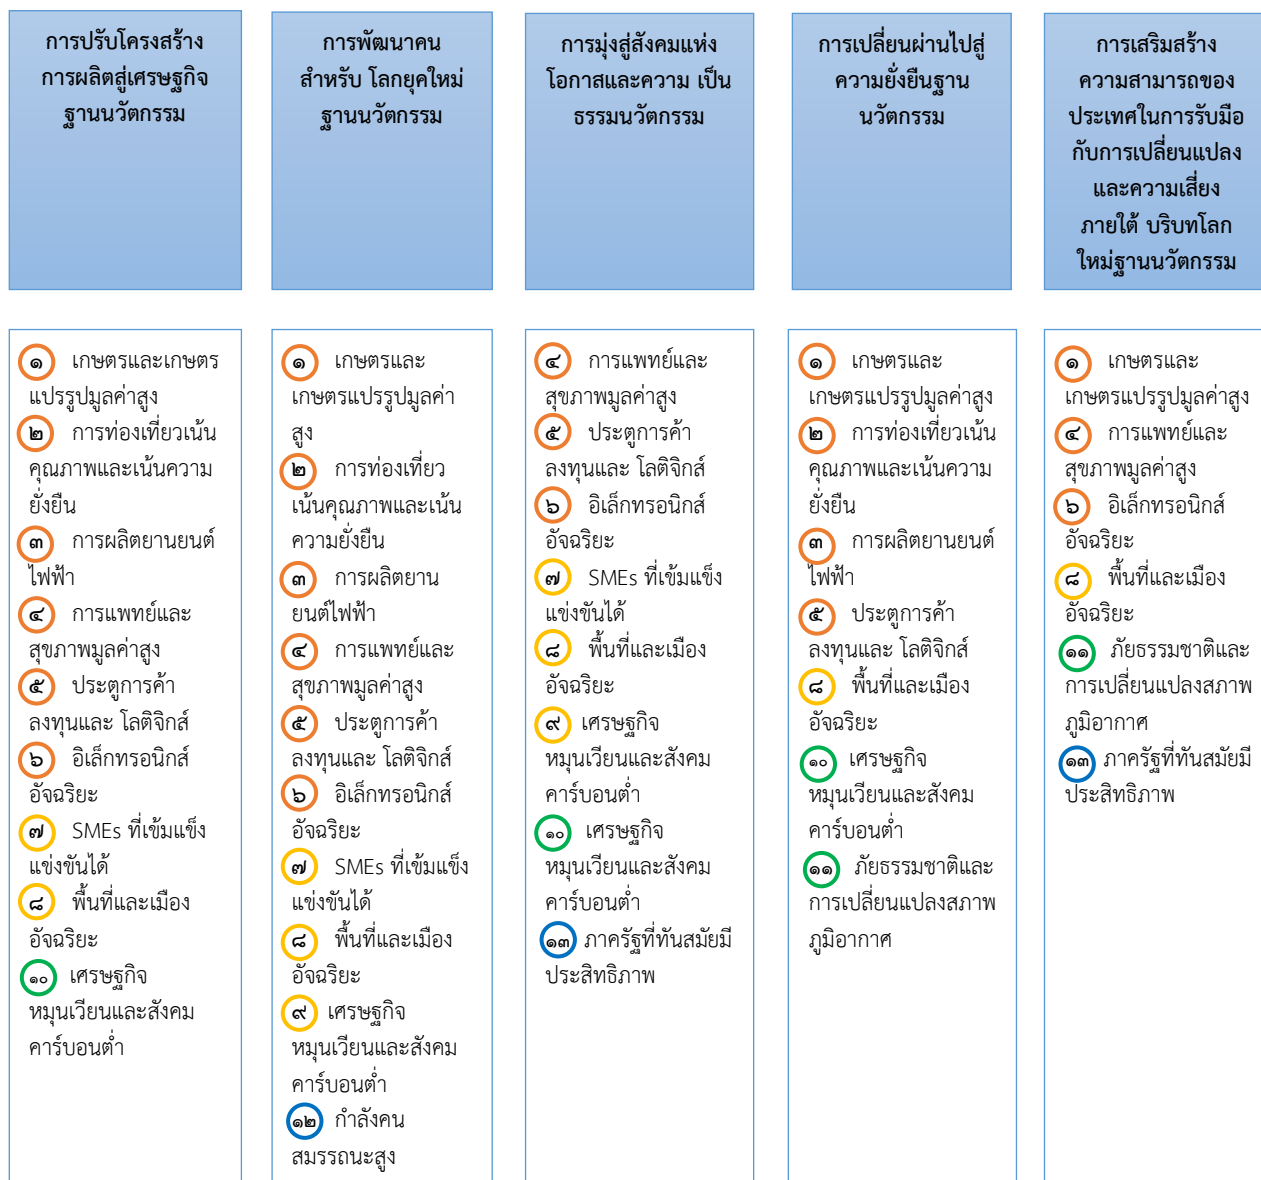 การปรับโครงสร้าง
การผลิตสู่เศรษฐกิจ
ฐานนวัตกรรม
การพัฒนาคน
สำหรับ โลกยุคใหม่
ฐานนวัตกรรม
การมุ่งสู่สังคมแห่ง
โอกาสและความ เป็น
ธรรมนวัตกรรม
การเปลี่ยนผ่านไปสู่
ความยั่งยืนฐาน
นวัตกรรม
การเสริมสร้าง
ความสามารถของ
ประเทศในการรับมือ
กับการเปลี่ยนแปลง
และความเสี่ยง
ภายใต้ บริบทโลก
ใหม่ฐานนวัตกรรม
๑ เกษตรและเกษตร
แปรรูปมูลค่าสูง
๒ การท่องเที่ยวเน้น
คุณภาพและเน้นความ
ยั่งยืน
๓ การผลิตยานยนต์
ไฟฟ้า
๔ การแพทย์และ
สุขภาพมูลค่าสูง
๕ ประตูการค้า
ลงทุนและ โลติจิกส์
๖ อิเล็กทรอนิกส์
อัจฉริยะ
๗ SMEs ที่เข้มแข็ง
แข่งขันได้
๘ พื้นที่และเมือง
อัจฉริยะ
๑๐ เศรษฐกิจ
หมุนเวียนและสังคม
คาร์บอนต่ำ
๑ เกษตรและ
เกษตรแปรรูปมูลค่า
สูง
๒ การท่องเที่ยว
เน้นคุณภาพและเน้น
ความยั่งยืน
๓ การผลิตยาน
ยนต์ไฟฟ้า
๔ การแพทย์และ
สุขภาพมูลค่าสูง
๕ ประตูการค้า
ลงทุนและ โลติจิกส์
๖ อิเล็กทรอนิกส์
อัจฉริยะ
๗ SMEs ที่เข้มแข็ง
แข่งขันได้
๘ พื้นที่และเมือง
อัจฉริยะ
๙ เศรษฐกิจ
หมุนเวียนและสังคม
คาร์บอนต่ำ
๑๒ กำลังคน
สมรรถนะสูง
๔ การแพทย์และ
สุขภาพมูลค่าสูง
๕ ประตูการค้า
ลงทุนและ โลติจิกส์
๖ อิเล็กทรอนิกส์
อัจฉริยะ
๗ SMEs ที่เข้มแข็ง
แข่งขันได้
๘ พื้นที่และเมือง
อัจฉริยะ
๙ เศรษฐกิจ
หมุนเวียนและสังคม
คาร์บอนต่ำ
๑๐ เศรษฐกิจ
หมุนเวียนและสังคม
คาร์บอนต่ำ
๑๓ ภาครัฐที่ทันสมัยมี
ประสิทธิภาพ
๑ เกษตรและ
เกษตรแปรรูปมูลค่าสูง
๒ การท่องเที่ยวเน้น
คุณภาพและเน้นความ
ยั่งยืน
๓ การผลิตยานยนต์
ไฟฟ้า
๕ ประตูการค้า
ลงทุนและ โลติจิกส์
๘ พื้นที่และเมือง
อัจฉริยะ
๑๐ เศรษฐกิจ
หมุนเวียนและสังคม
คาร์บอนต่ำ
๑๑ ภัยธรรมชาติและ
การเปลี่ยนแปลงสภาพ
ภูมิอากาศ
๑ เกษตรและ
เกษตรแปรรูปมูลค่าสูง
๔ การแพทย์และ
สุขภาพมูลค่าสูง
๖ อิเล็กทรอนิกส์
อัจฉริยะ
๘ พื้นที่และเมือง
อัจฉริยะ
๑๑ ภัยธรรมชาติและ
การเปลี่ยนแปลงสภาพ
ภูมิอากาศ
๑๓ ภาครัฐที่ทันสมัยมี
ประสิทธิภาพ